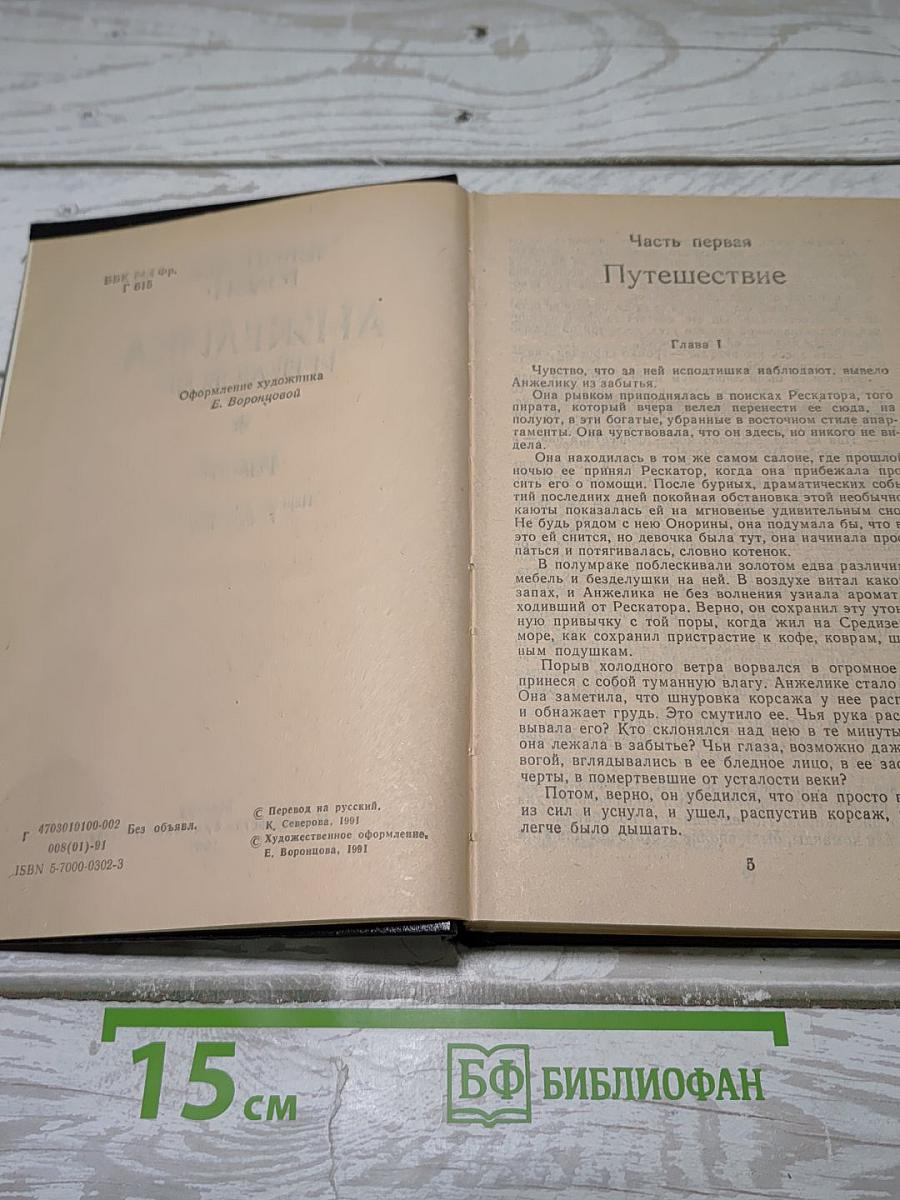 ББК 84.4 Фр.
Г 615
Оформление художника
Е. Воронцовой
Г 4703010100-002 Без объявл.
008(01)-91
ISBN 5-7000-0302-3
© Перевод на русский,
К. Северова, 1991
© Художественное оформление,
Е. Воронцова, 1991
Часть первая
Путешествие
Глава I
Чувство, что за ней исподтишка наблюдают, вывело
Анжелику из забытья.
Она рывком приподнялась в поисках Рескатора, того
пирата, который вчера велел перенести ее сюда, на
полуют, в эти богатые, убранные в восточном стиле апар-
таменты. Она чувствовала, что он здесь, но никого не ви-
дела.
Она находилась в том же самом салоне, где прошлой
ночью ее принял Рескатор, когда она прибежала про
сить его о помощи. После бурных, драматических собы
тий последних дней покойная обстановка этой необычно
каюты показалась ей на мгновенье удивительным сно
Не будь рядом с нею Онорины, она подумала бы, что в
это ей снится, но девочка была тут, она начинала прос
паться и потягивалась, словно котенок.
В полумраке поблескивали золотом едва различи
мебель и безделушки на ней. В воздухе витал како
запах, и Анжелика не без волнения узнала аромат
ходивший от Рескатора. Верно, он сохранил эту утон
ную привычку с той поры, когда жил на Средизе
море, как сохранил пристрастие к кофе, коврам, ш
ным подушкам.
Порыв холодного ветра ворвался в огромное
принеся с собой туманную влагу. Анжелике стало
Она заметила, что шнуровка корсажа у нее расп
и обнажает грудь. Это смутило ее. Чья рука рас
вывала его? Кто склонялся над нею в те минуты
она лежала в забытье? Чьи глаза, возможно даж
вогой, вглядывались в ее бледное лицо, в ее зас
черты, в помертвевшие от усталости веки?
Потом, верно, он убедился, что она просто в
из сил и уснула, и ушел, распустив корсаж,
легче было дышать.
5
15 см
БФ БИБЛИОФАН